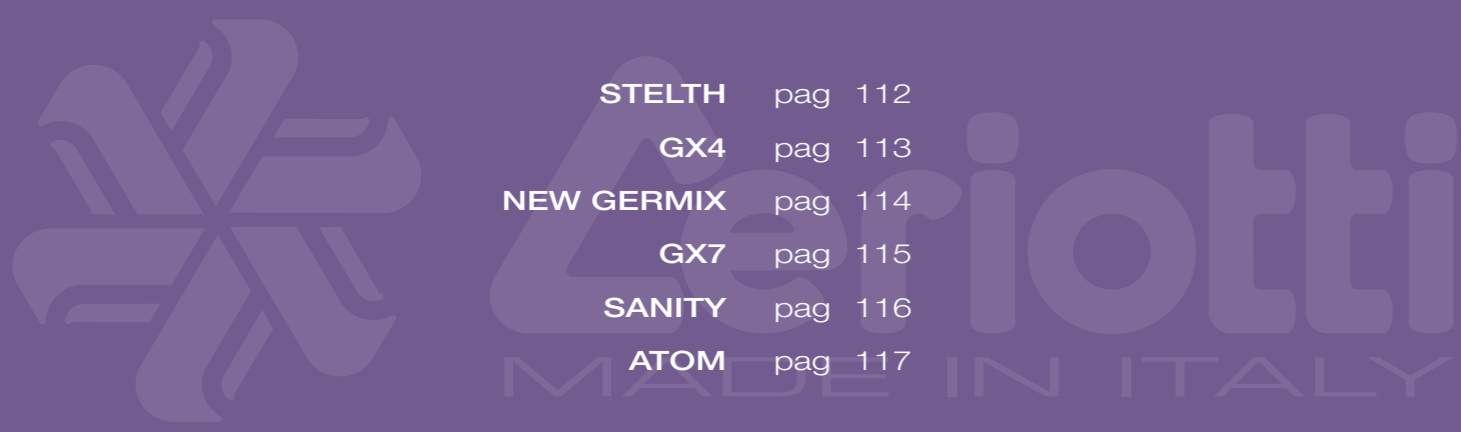 STELTH pag 112
GX4 pag 113
NEW GERMIX pag 114
GX7 pag 115
SANITY pag 116
ATOM pag 117
Ceriotti
MADE IN ITALY